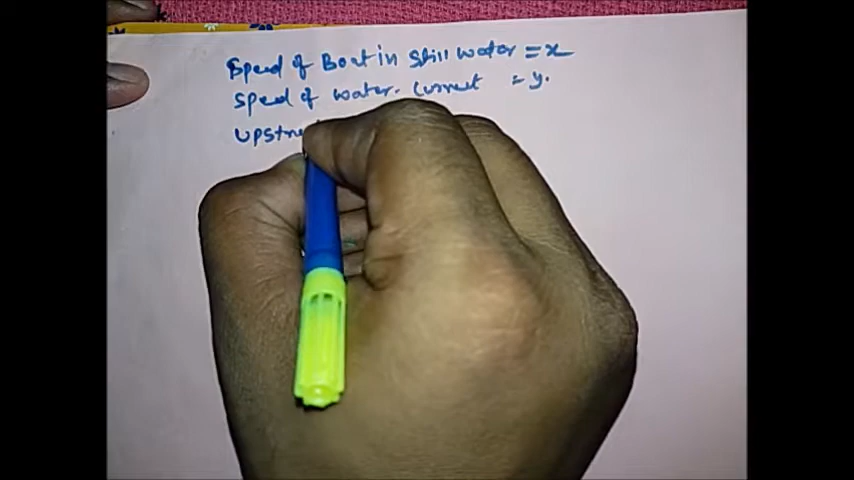 Speed of Boat in still water = x
Speed of water. current = y.
upstre